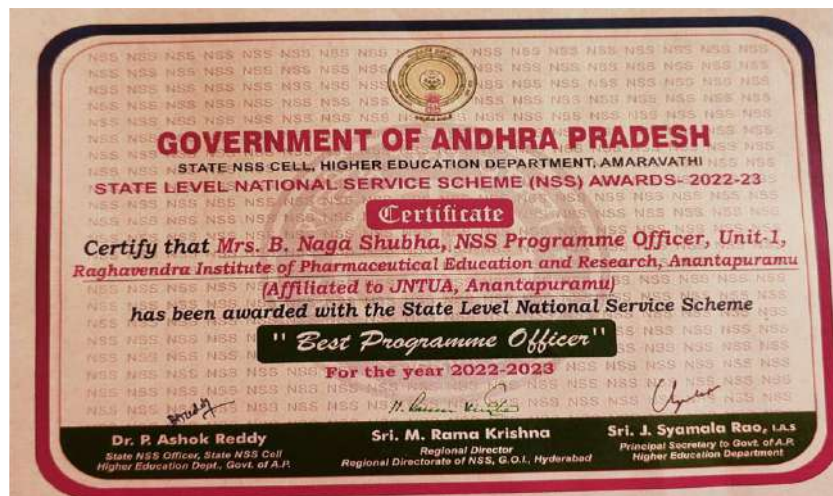 GOVERNMENT OF ANDHRA PRADESH
STATE NSS CELL, HIGHER EDUCATION DEPARTMENT, AMARAVATHI
STATE LEVEL NATIONAL SERVICE SCHEME (NSS) AWARDS- 2022-23
Certificate
Certify that Mrs. B. Naga Shubha, NSS Programme Officer, Unit-1,
Raghavendra Institute of Pharmaceutical Education and Research, Anantapuramu
(Affiliated to JNTUA, Anantapuramu)
has been awarded with the State Level National Service Scheme
"Best Programme Officer"
For the year 2022-2023
Dr. P. Ashok Reddy
State NSS Officer, State NSS Cell
Higher Education Dept., Govt. of A.P.
Sri. M. Rama Krishna
Regional Director
Regional Directorate of NSS, G.O.I., Hyderabad
Sri. J. Syamala Rao, I.A.S
Principal Secretary to Govt. of A.P.
Higher Education Department